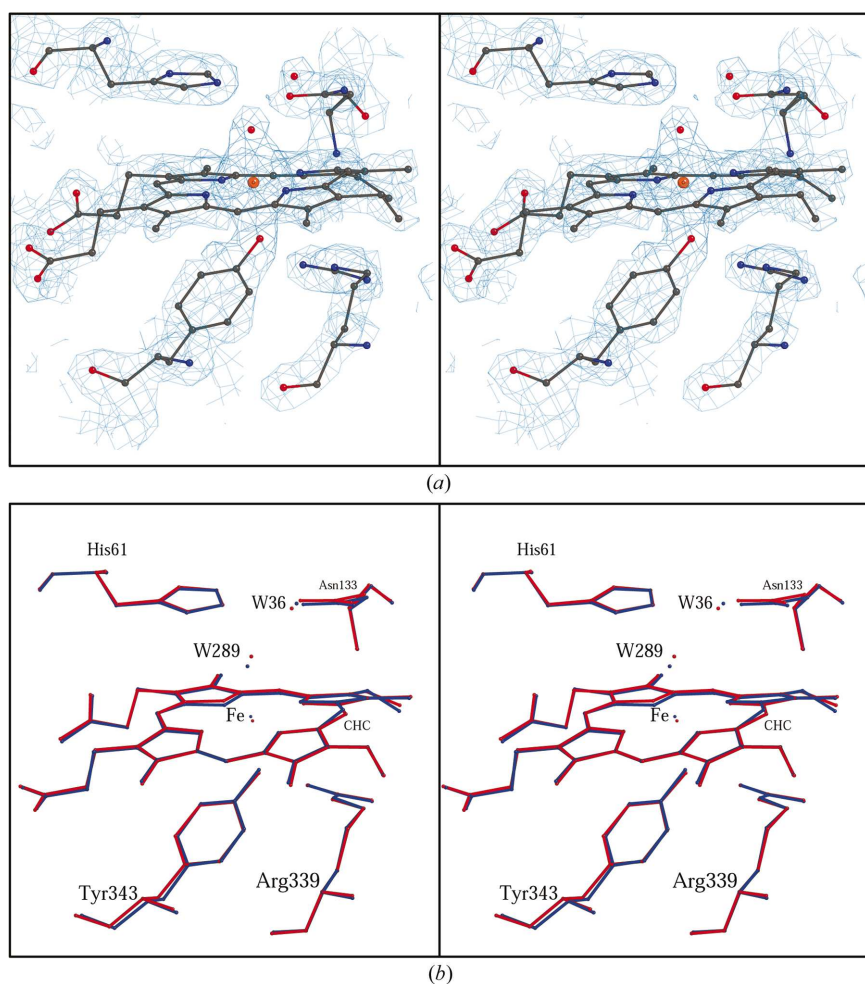 (a)
His61 His61
W36 Asn133 W36 Asn133
W289 W289
Fe CHC Fe CHC
Tyr343 Arg339 Tyr343 Arg339
(b)